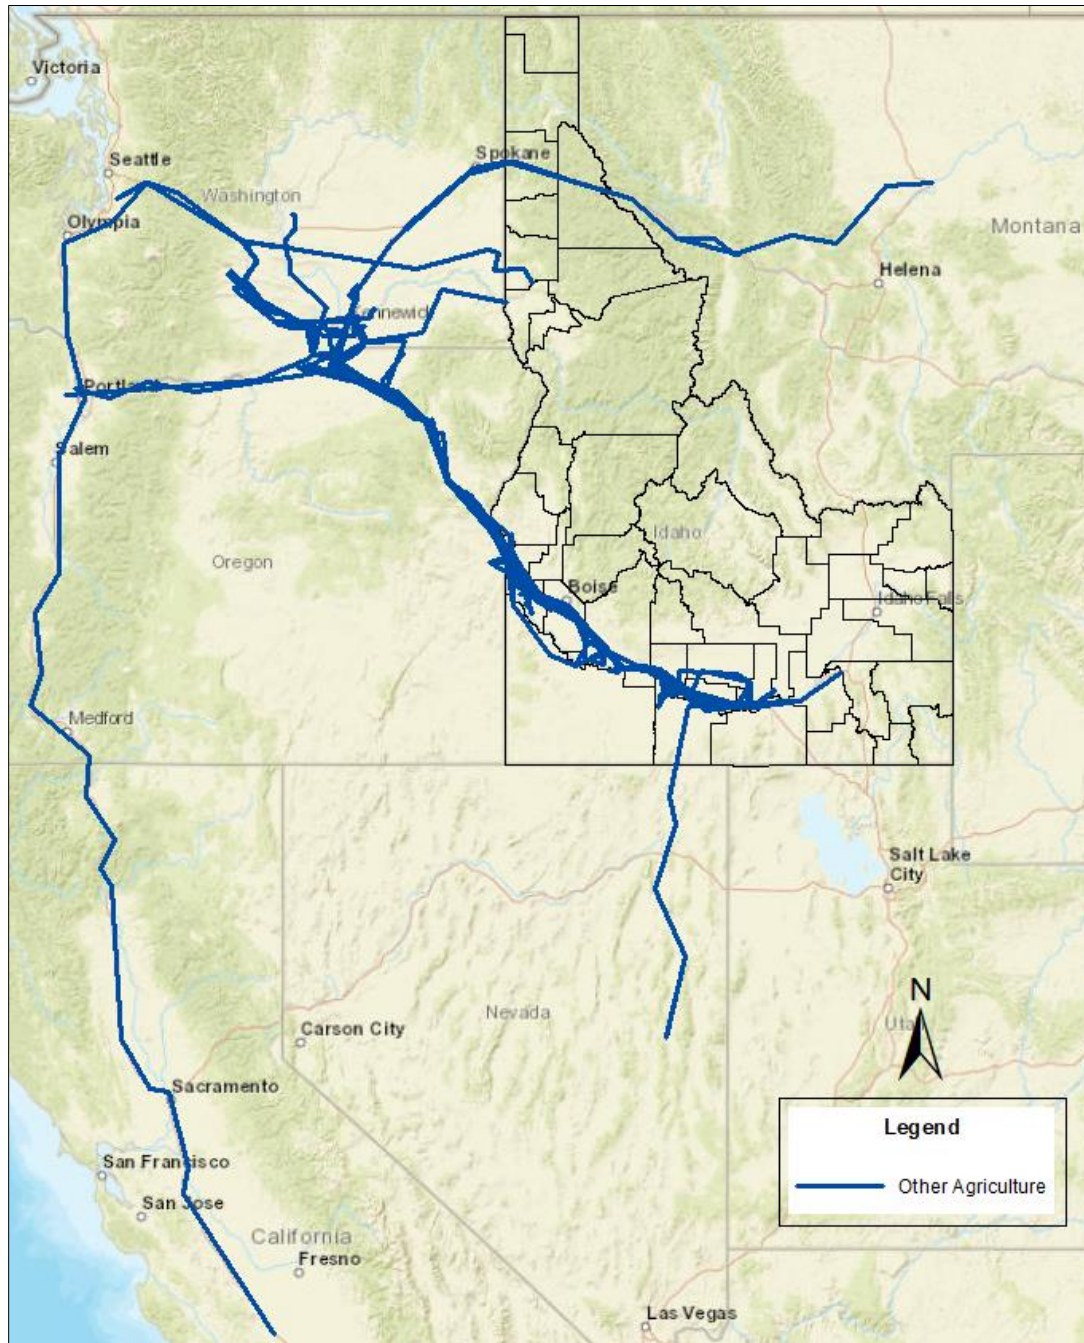 Victoria
Seattle
Spokane
Washington
Olympia
Montana
Helena
Kennewick
Portland
Salem
Idaho
Oregon
Boise
Idaho Falls
Medford
Salt Lake
City
N
Nevada
Utah
Carson City
Sacramento
Legend
San Francisco
Other Agriculture
San Jose
California
Fresno
Las Vegas